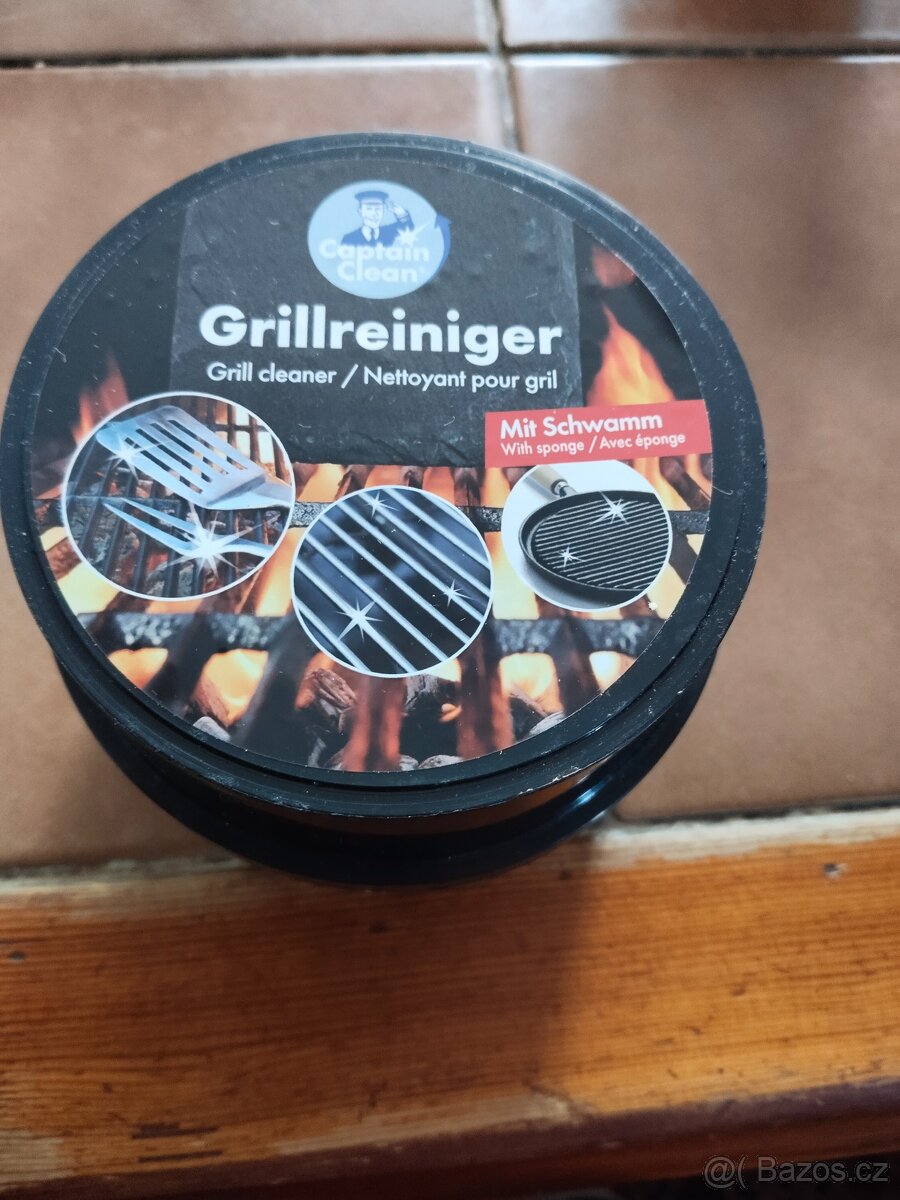 Captain
Clean®
Grillreiniger
Grill cleaner / Nettoyant pour gril
Mit Schwamm
With sponge / Avec éponge
@( Bazos.cz